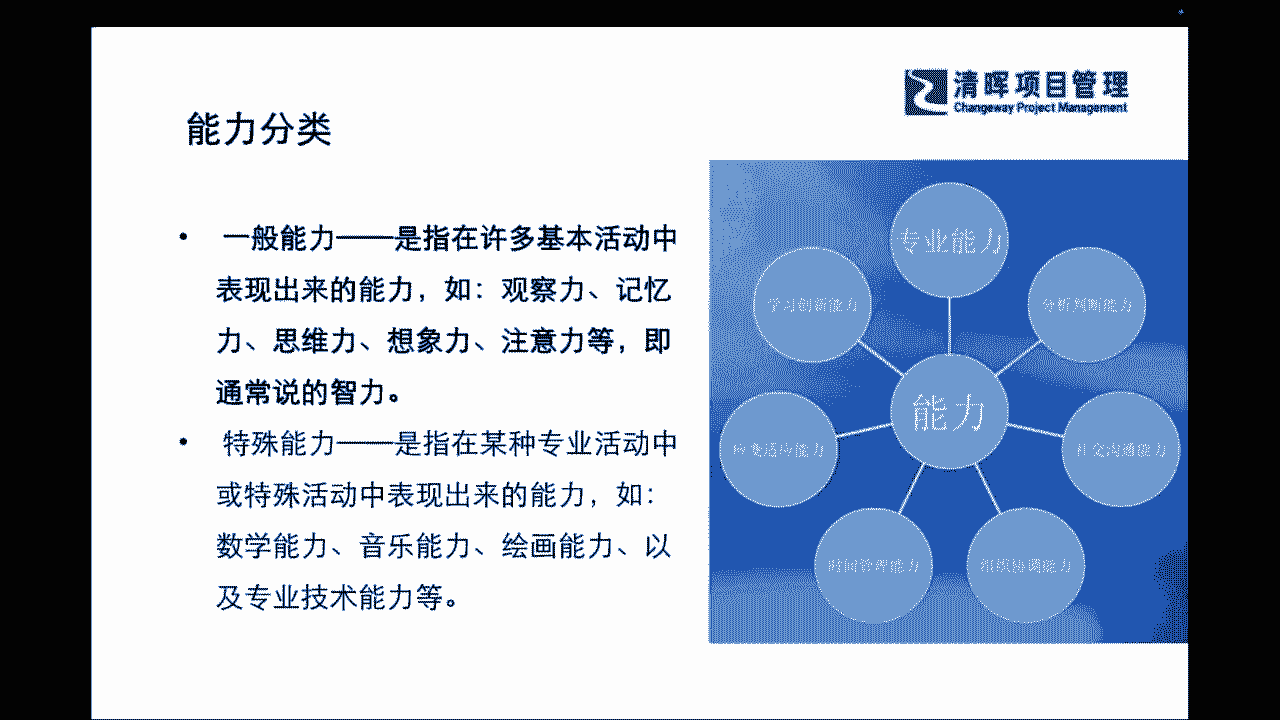 清晖项目管理
Changeway Project Management
能力分类
• 一般能力——是指在许多基本活动中
表现出来的能力，如：观察力、记忆
力、思维力、想象力、注意力等，即
通常说的智力。
• 特殊能力——是指在某种专业活动中
或特殊活动中表现出来的能力，如：
数学能力、音乐能力、绘画能力、以
及专业技术能力等。
专业能力
学习创新能力
分析判断能力
能力
应变适应能力
社交沟通能力
时间管理能力
组织协调能力